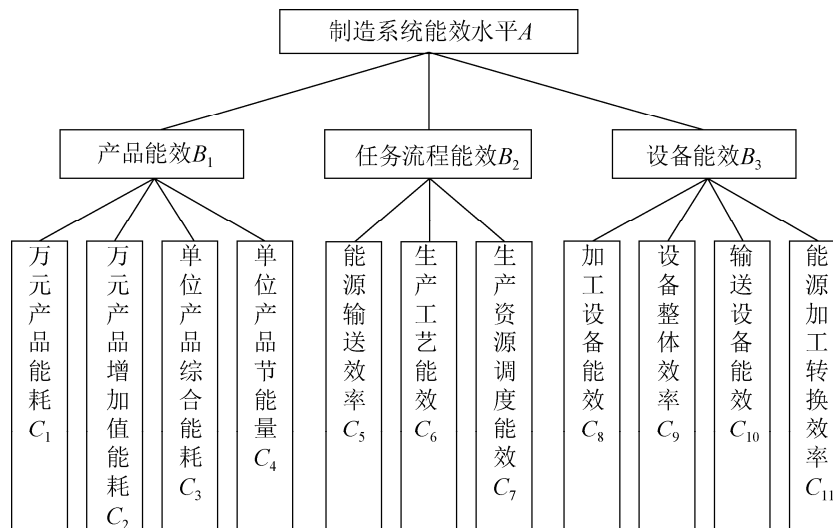 制造系统能效水平A
产品能效B₁
任务流程能效B₂
设备能效B₃
万元产品能耗C₁
万元产品增加值能耗C₂
单位产品综合能耗C₃
单位产品节能量C₄
能源输送效率C₅
生产工艺能效C₆
生产资源调度能效C₇
加工设备能效C₈
设备整体效率C₉
输送设备能效C₁₀
能源加工转换效率C₁₁